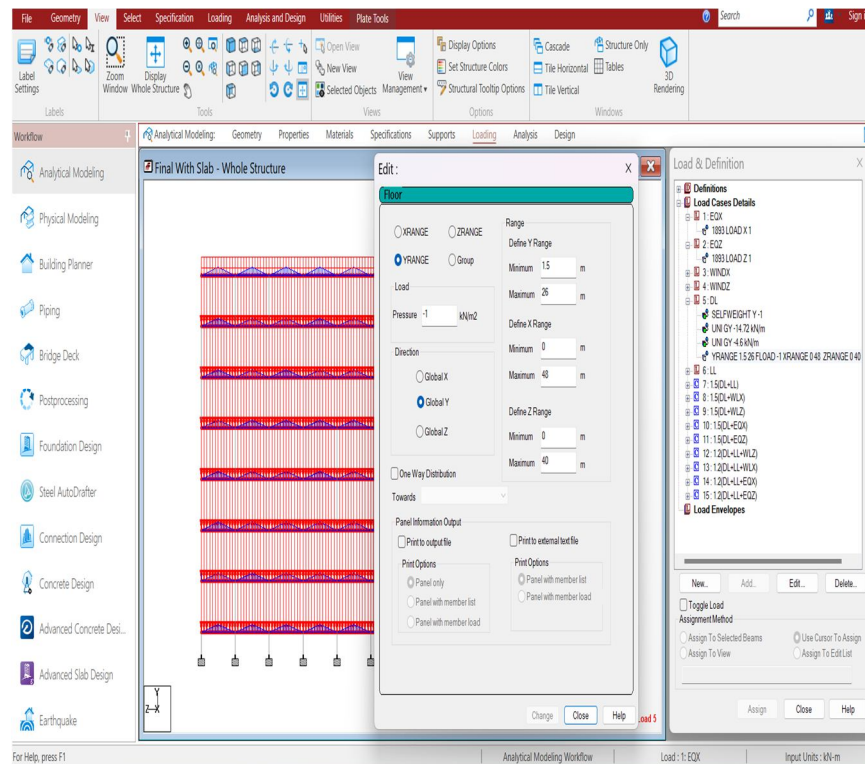 File Geometry View Select Specification Loading Analysis and Design Utilities Plate Tools Search Sign i
Label Settings
Zoom Window
Display Whole Structure
Open View
New View
Selected Objects
View Management
Display Options
Set Structure Colors
Structural Tooltip Options
Cascade
Tile Horizontal
Tile Vertical
Structure Only
Tables
3D Rendering
Labels Tools Views Options Windows
Workflow
Analytical Modeling: Geometry Properties Materials Specifications Supports Loading Analysis Design
Analytical Modeling
Physical Modeling
Building Planner
Piping
Bridge Deck
Postprocessing
Foundation Design
Steel AutoDrafter
Connection Design
Concrete Design
Advanced Concrete Desi...
Advanced Slab Design
Earthquake
Final With Slab - Whole Structure
Y
Z X
Load 5
Edit : X
Floor
XRANGE ZRANGE
YRANGE Group
Load
Pressure -1 kN/m2
Direction
Global X
Global Y
Global Z
Range
Define Y Range
Minimum 1.5 m
Maximum 26 m
Define X Range
Minimum 0 m
Maximum 48 m
Define Z Range
Minimum 0 m
Maximum 40 m
One Way Distribution
Towards
Panel Information Output
Print to output file
Print Options
Panel only
Panel with member list
Panel with member load
Print to external text file
Print Options
Panel with member list
Panel with member load
Change Close Help
Load & Definition X
Definitions
Load Cases Details
1: EQX
1893 LOAD X 1
2: EQZ
1893 LOAD Z 1
3: WINDX
4: WINDZ
5: DL
SELFWEIGHT Y -1
UNI GY -14.72 kN/m
UNI GY -4.6 kN/m
YRANGE 1.5 26 FLOAD -1 XRANGE 0 48 ZRANGE 0 40
6: LL
7: 1.5(DL+LL)
8: 1.5(DL+WLX)
9: 1.5(DL+WLZ)
10: 1.5(DL+EQX)
11: 1.5(DL+EQZ)
12: 1.2(DL+LL+WLZ)
13: 1.2(DL+LL+WLX)
14: 1.2(DL+LL+EQX)
15: 1.2(DL+LL+EQZ)
Load Envelopes
New... Add... Edit... Delete...
Toggle Load
Assignment Method
Assign To Selected Beams Use Cursor To Assign
Assign To View Assign To Edit List
Assign Close Help
For Help, press F1 Analytical Modeling Workflow Load : 1: EQX Input Units : kN-m